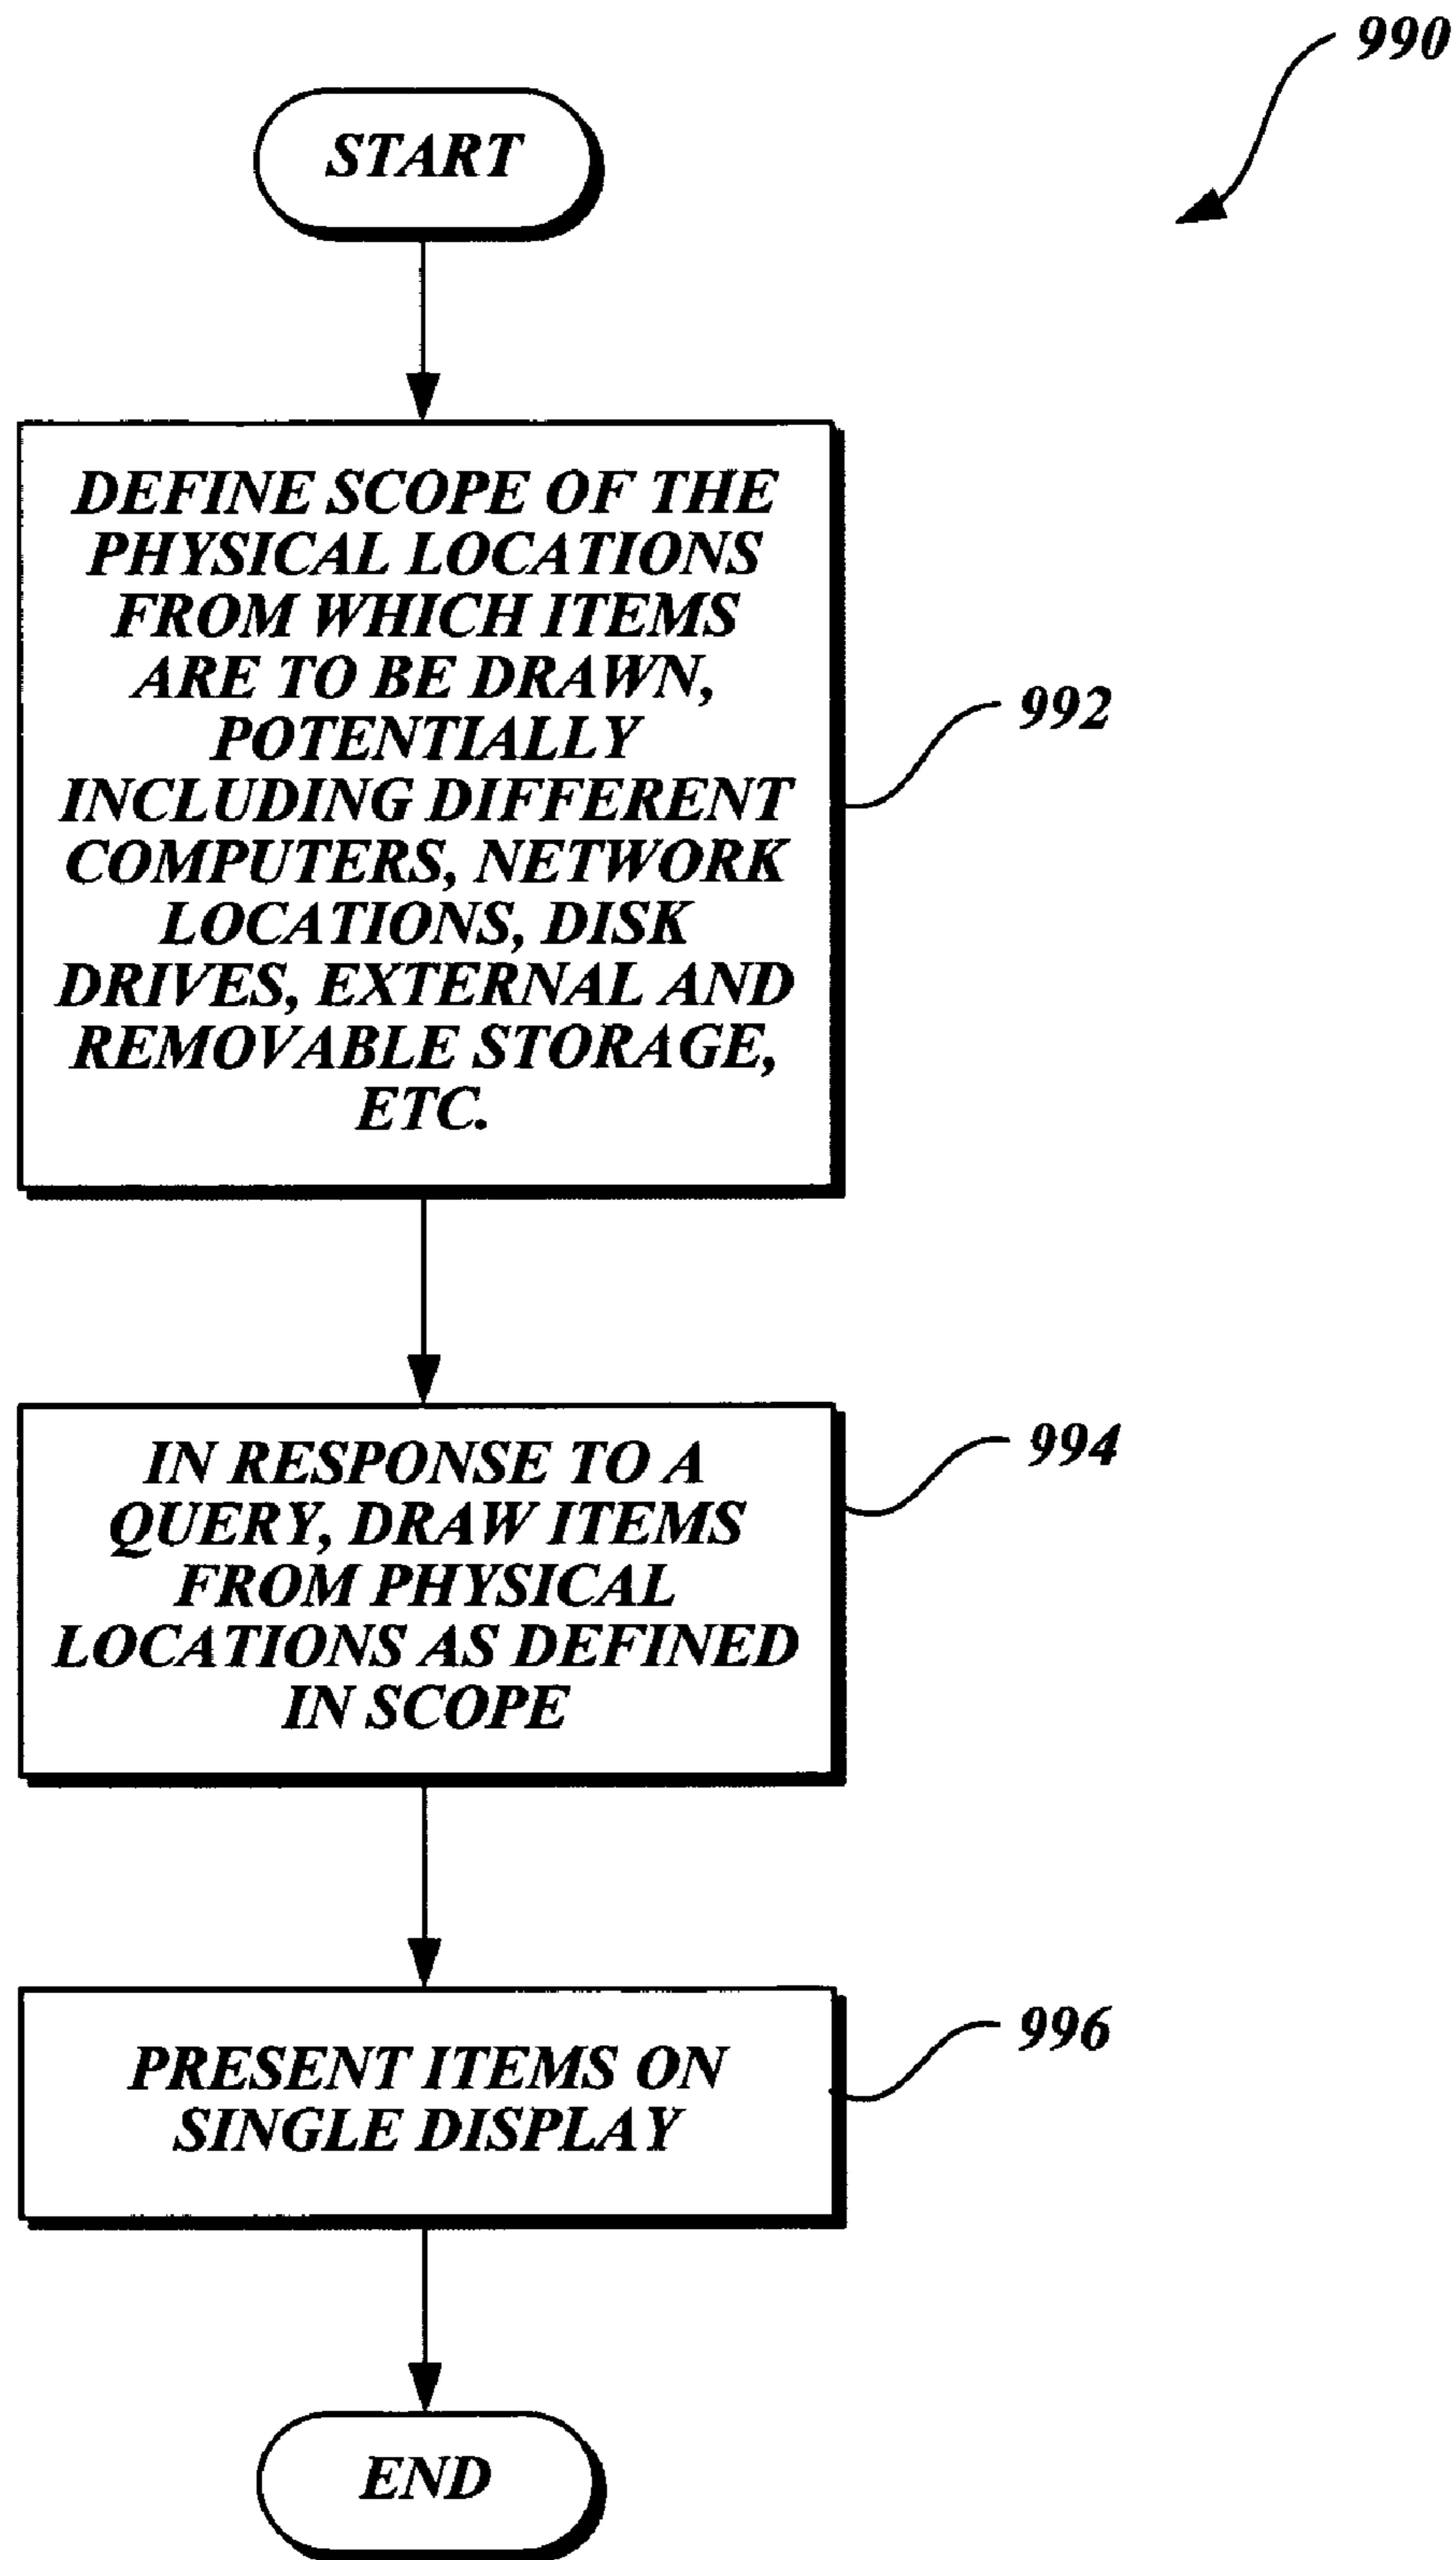 990
START
DEFINE SCOPE OF THE
PHYSICAL LOCATIONS
FROM WHICH ITEMS
ARE TO BE DRAWN,
POTENTIALLY
INCLUDING DIFFERENT
COMPUTERS, NETWORK
LOCATIONS, DISK
DRIVES, EXTERNAL AND
REMOVABLE STORAGE,
ETC.
992
IN RESPONSE TO A
QUERY, DRAW ITEMS
FROM PHYSICAL
LOCATIONS AS DEFINED
IN SCOPE
994
PRESENT ITEMS ON
SINGLE DISPLAY
996
END